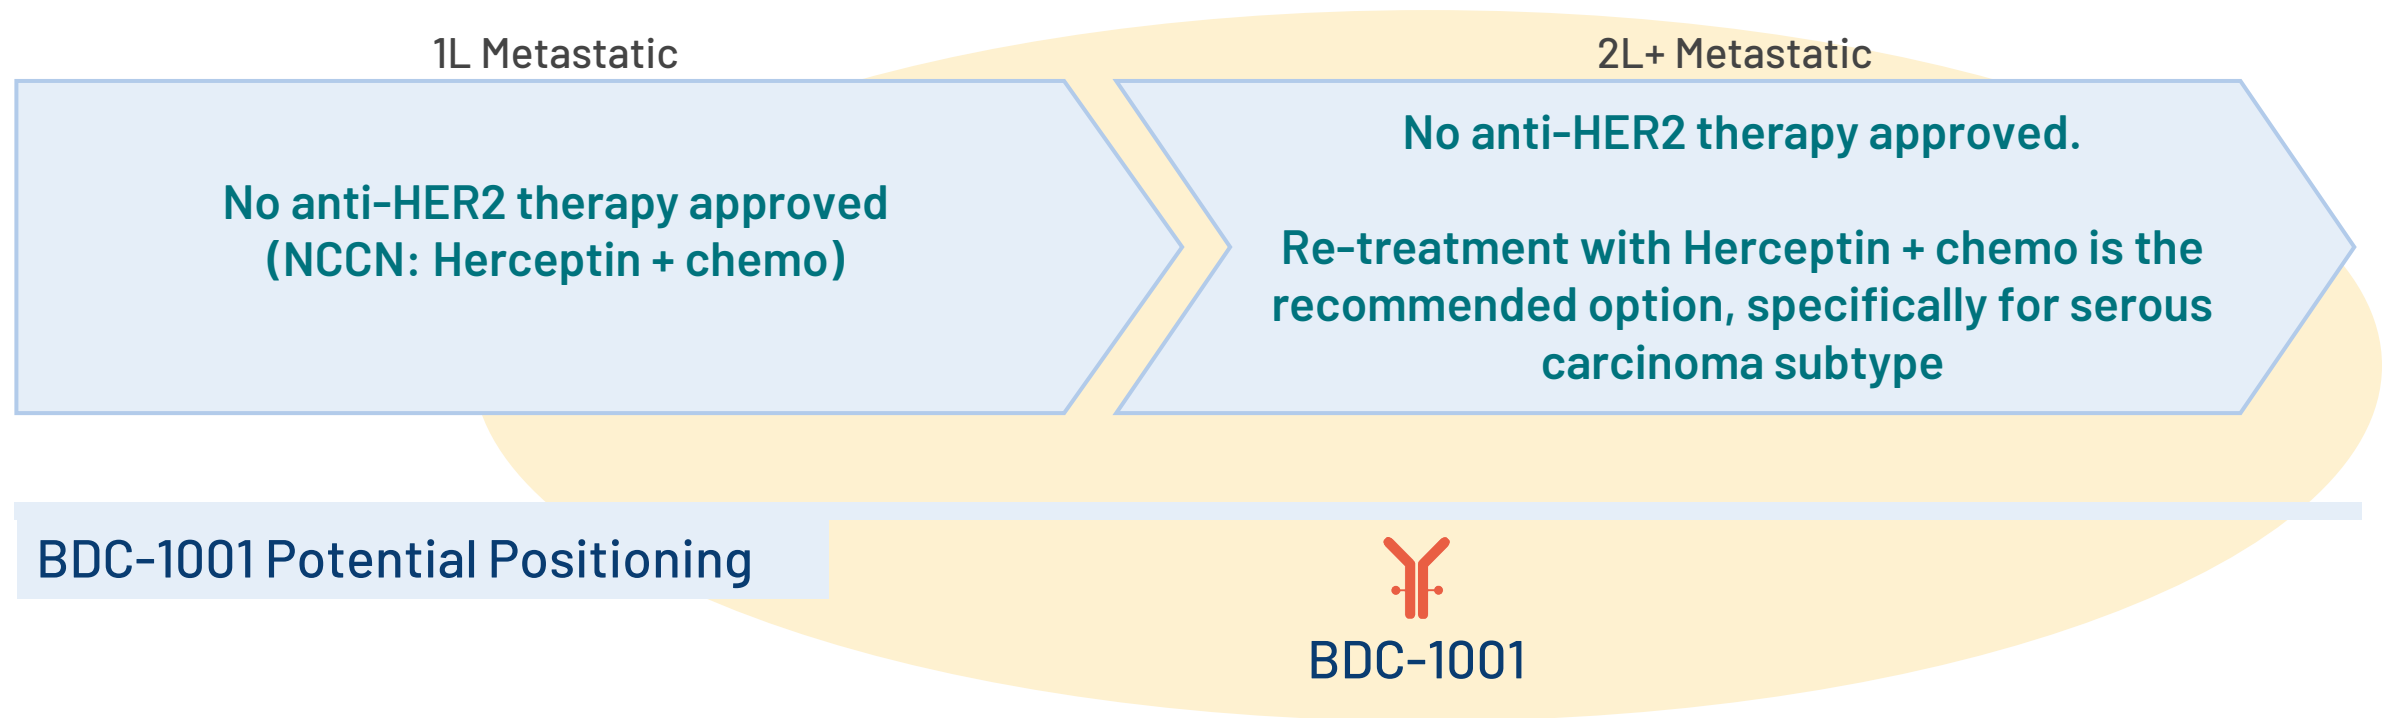 1L Metastatic
2L+ Metastatic
No anti-HER2 therapy approved
(NCCN: Herceptin + chemo)
No anti-HER2 therapy approved.
Re-treatment with Herceptin + chemo is the
recommended option, specifically for serous
carcinoma subtype
BDC-1001 Potential Positioning
BDC-1001